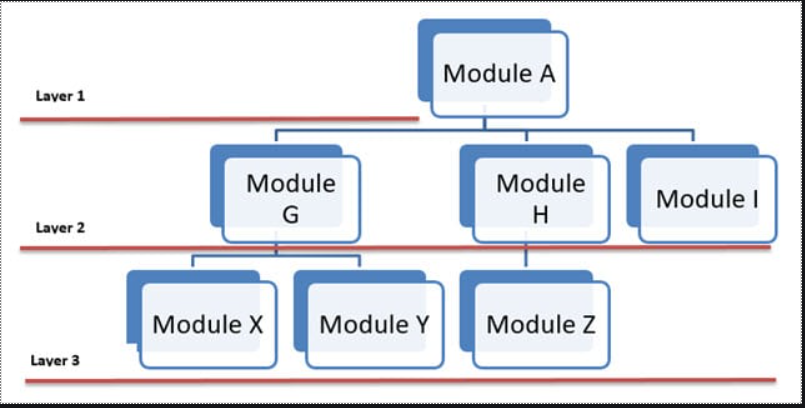 Module A
Layer 1
Module
G
Module
H
Module I
Layer 2
Module X
Module Y
Module Z
Layer 3